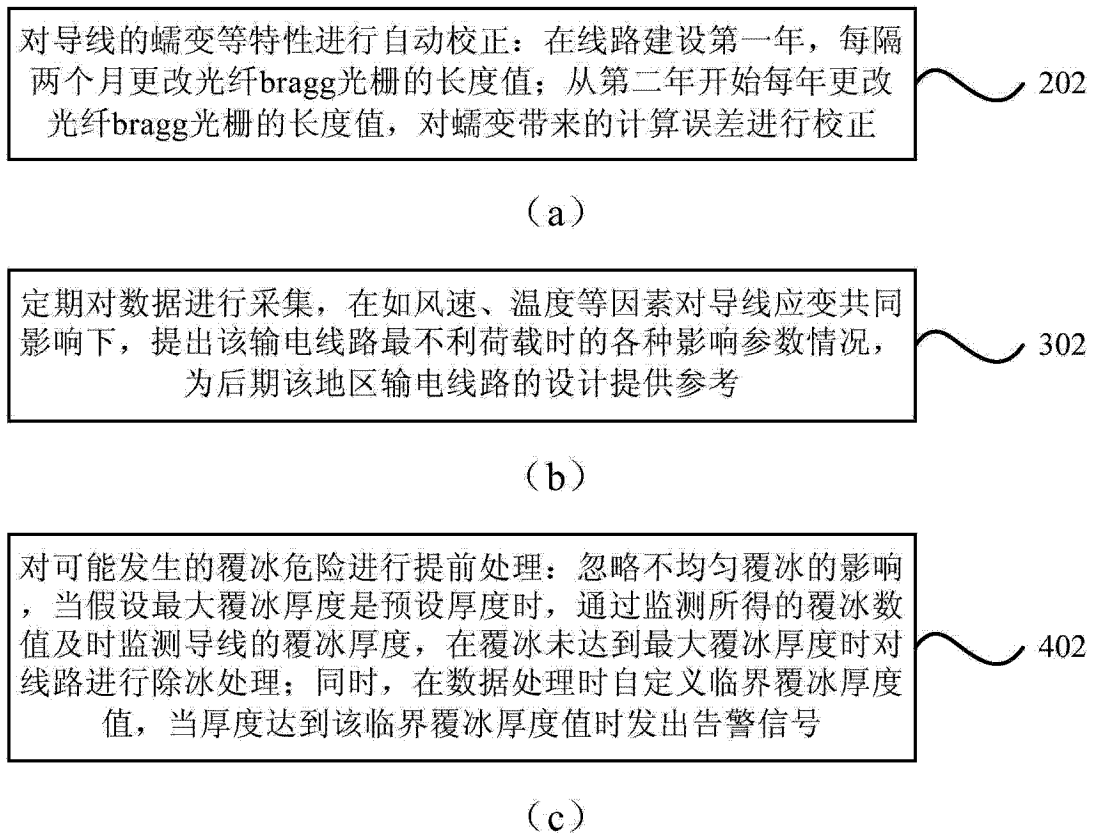 对导线的蠕变等特性进行自动校正：在线路建设第一年，每隔
两个月更改光纤bragg光栅的长度值；从第二年开始每年更改
光纤bragg光栅的长度值，对蠕变带来的计算误差进行校正
202
（a）
定期对数据进行采集，在如风速、温度等因素对导线应变共同
影响下，提出该输电线路最不利荷载时的各种影响参数情况，
为后期该地区输电线路的设计提供参考
302
（b）
对可能发生的覆冰危险进行提前处理：忽略不均匀覆冰的影响
，当假设最大覆冰厚度是预设厚度时，通过监测所得的覆冰数
值及时监测导线的覆冰厚度，在覆冰未达到最大覆冰厚度时对
线路进行除冰处理；同时，在数据处理时自定义临界覆冰厚度
值，当厚度达到该临界覆冰厚度值时发出告警信号
402
（c）